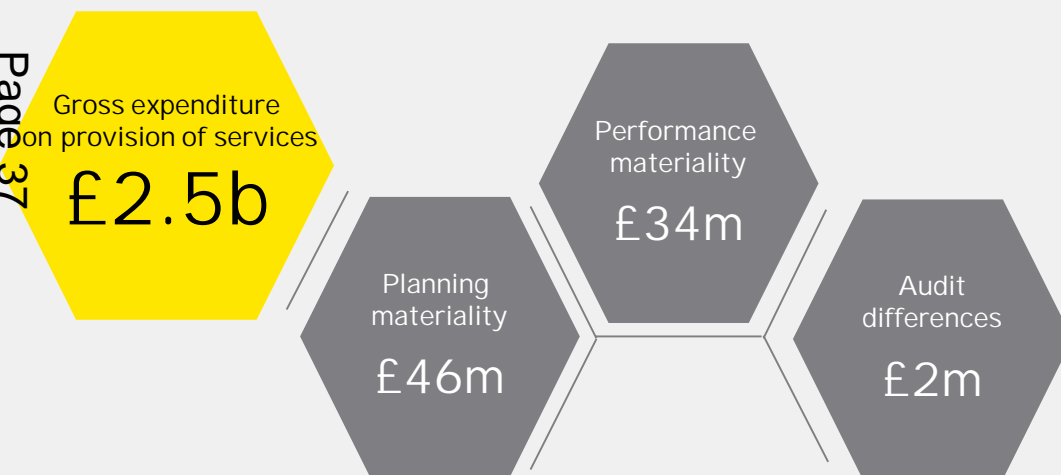 Page 37
Gross expenditure
on provision of services
£2.5b
Planning
materiality
£46m
Performance
materiality
£34m
Audit
differences
£2m